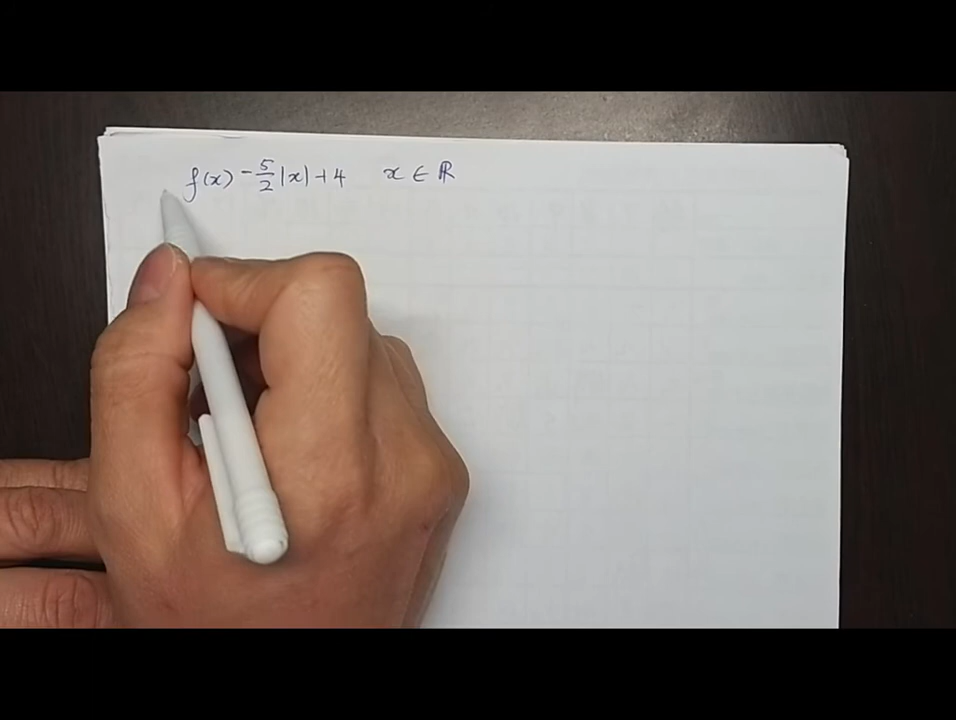 f(x) - 5/2 |x| + 4 x ∈ ℝ